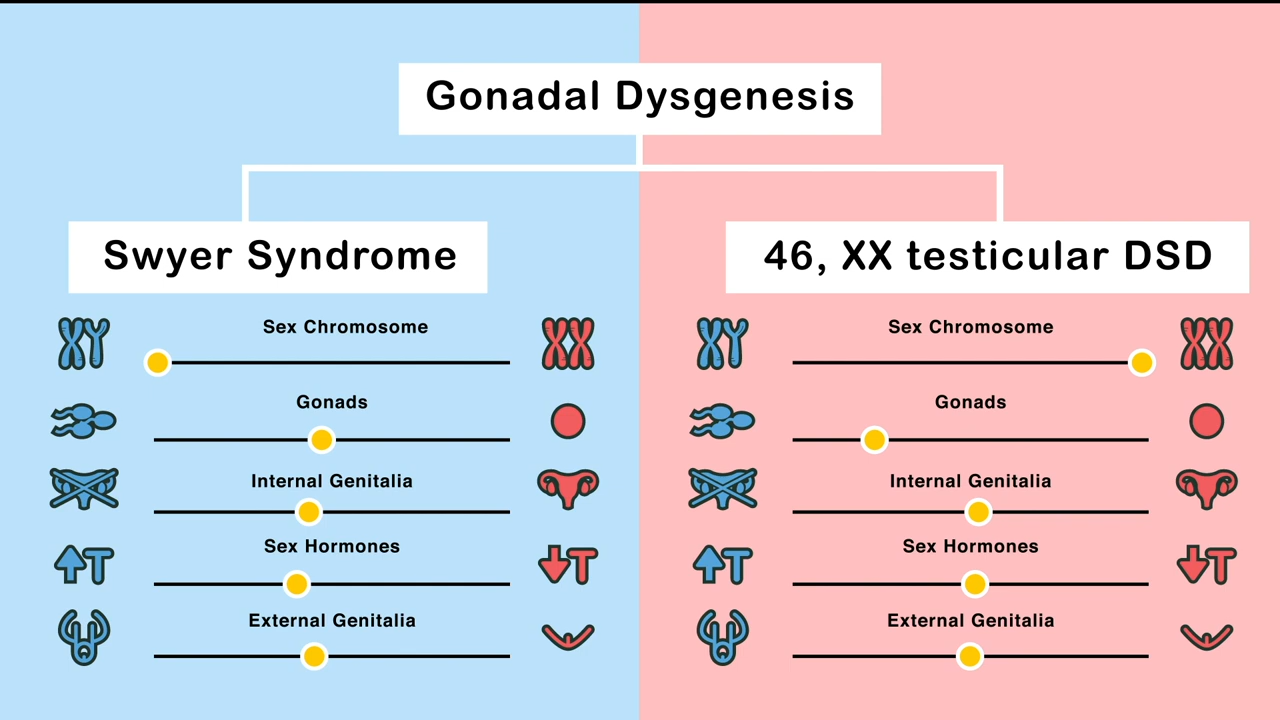 Gonadal Dysgenesis
Swyer Syndrome
Sex Chromosome
Gonads
Internal Genitalia
T T
Sex Hormones
External Genitalia
46, XX testicular DSD
Sex Chromosome
Gonads
Internal Genitalia
T T
Sex Hormones
External Genitalia